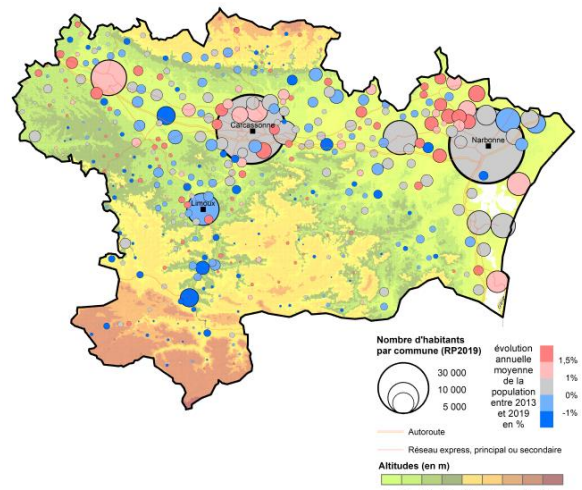 Carcassonne
Narbonne
Limoux
Nombre d'habitants
par commune (RP2019)
30 000
10 000
5 000
évolution
annuelle
moyenne
de la
population
entre 2013
et 2019
en %
1,5%
1%
0%
-1%
Autoroute
Réseau express, principal ou secondaire
Altitudes (en m)